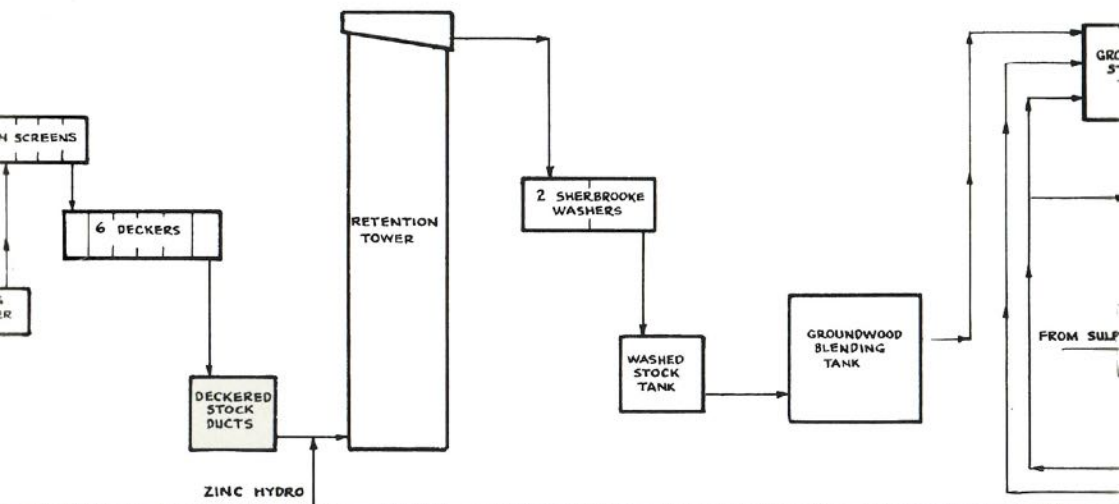 SCREENS
6 DECKERS
DECKERED
STOCK
DUCTS
ZINC HYDRO
RETENTION
TOWER
2 SHERBROOKE
WASHERS
WASHED
STOCK
TANK
GROUNDWOOD
BLENDING
TANK
FROM